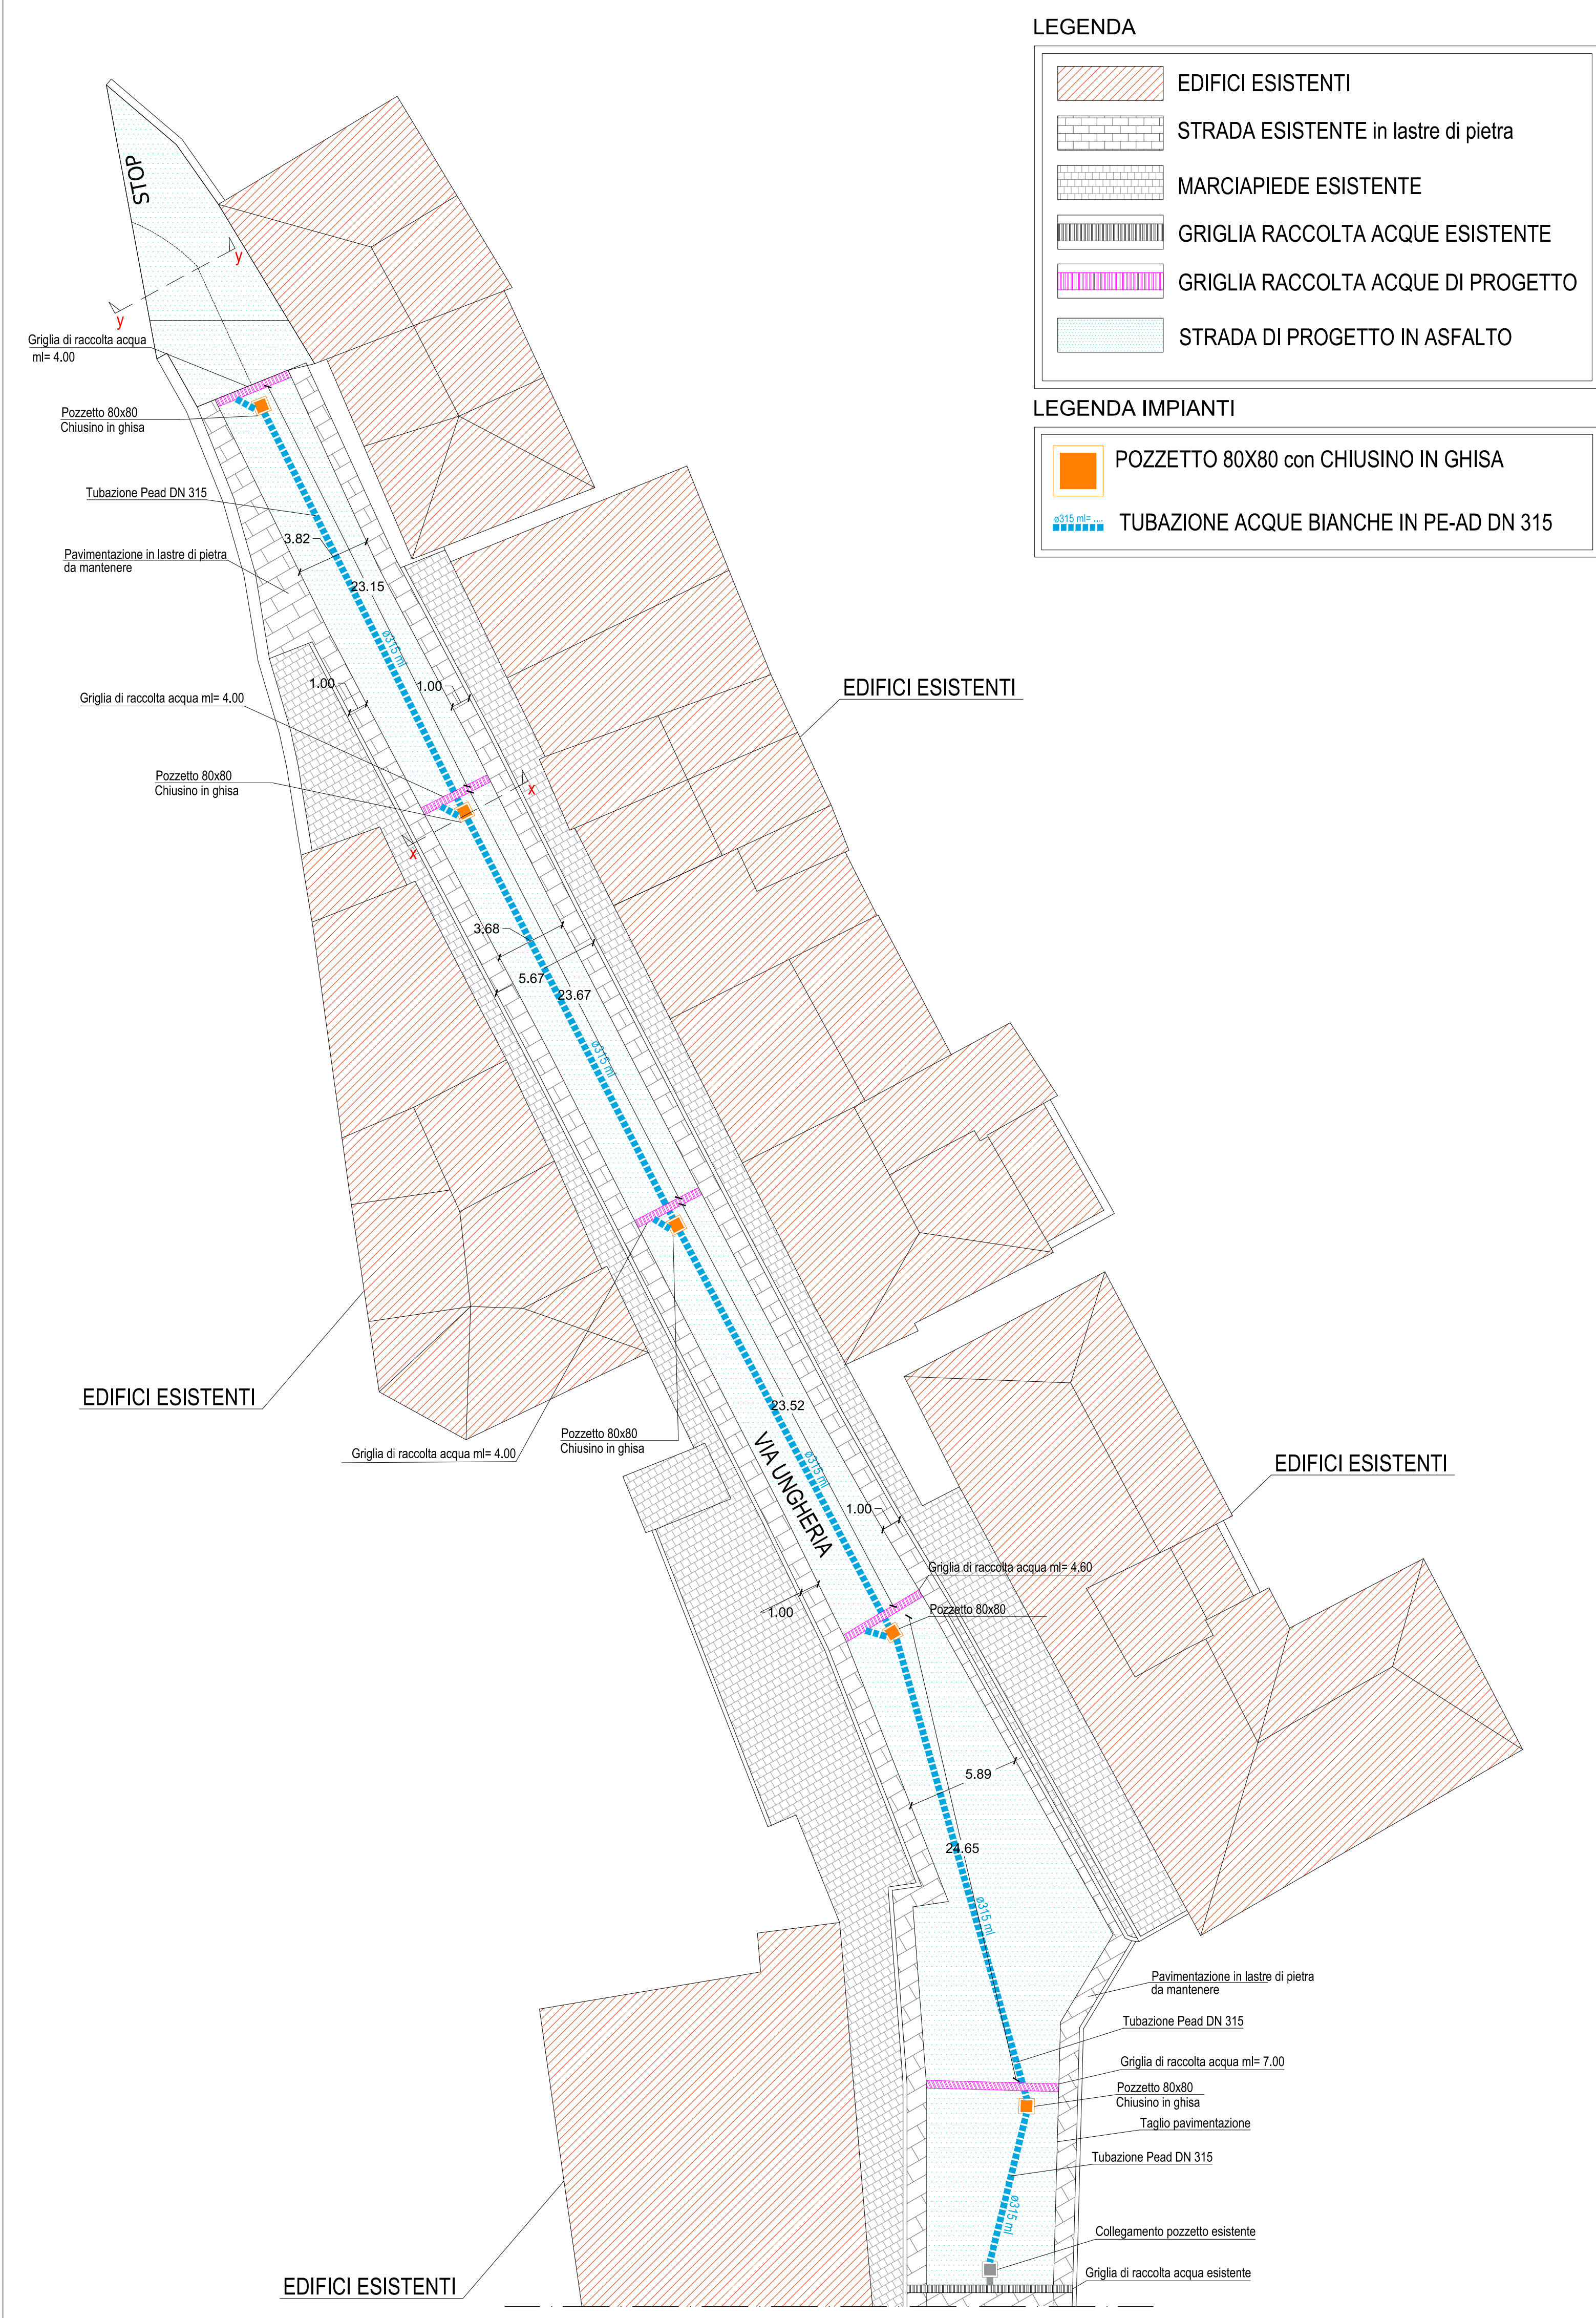 LEGENDA
EDIFICI ESISTENTI
STRADA ESISTENTE in lastre di pietra
MARCIAPIEDE ESISTENTE
GRIGLIA RACCOLTA ACQUE ESISTENTE
GRIGLIA RACCOLTA ACQUE DI PROGETTO
STRADA DI PROGETTO IN ASFALTO
LEGENDA IMPIANTI
POZZETTO 80X80 con CHIUSINO IN GHISA
ø315 ml= ....
TUBAZIONE ACQUE BIANCHE IN PE-AD DN 315
STOP
y
y
Griglia di raccolta acqua
ml= 4.00
Pozzetto 80x80
Chiusino in ghisa
Tubazione Pead DN 315
3.82
Pavimentazione in lastre di pietra
da mantenere
23.15
ø315 ml
1.00
1.00
Griglia di raccolta acqua ml= 4.00
EDIFICI ESISTENTI
Pozzetto 80x80
Chiusino in ghisa
x
x
3.68
5.67
23.67
ø315 ml
EDIFICI ESISTENTI
23.52
Pozzetto 80x80
Chiusino in ghisa
Griglia di raccolta acqua ml= 4.00
VIA UNGHERIA
ø315 ml
EDIFICI ESISTENTI
1.00
Griglia di raccolta acqua ml= 4.60
Pozzetto 80x80
1.00
5.89
24.65
ø315 ml
Pavimentazione in lastre di pietra
da mantenere
Tubazione Pead DN 315
Griglia di raccolta acqua ml= 7.00
Pozzetto 80x80
Chiusino in ghisa
Taglio pavimentazione
Tubazione Pead DN 315
ø315 ml
Collegamento pozzetto esistente
Griglia di raccolta acqua esistente
EDIFICI ESISTENTI